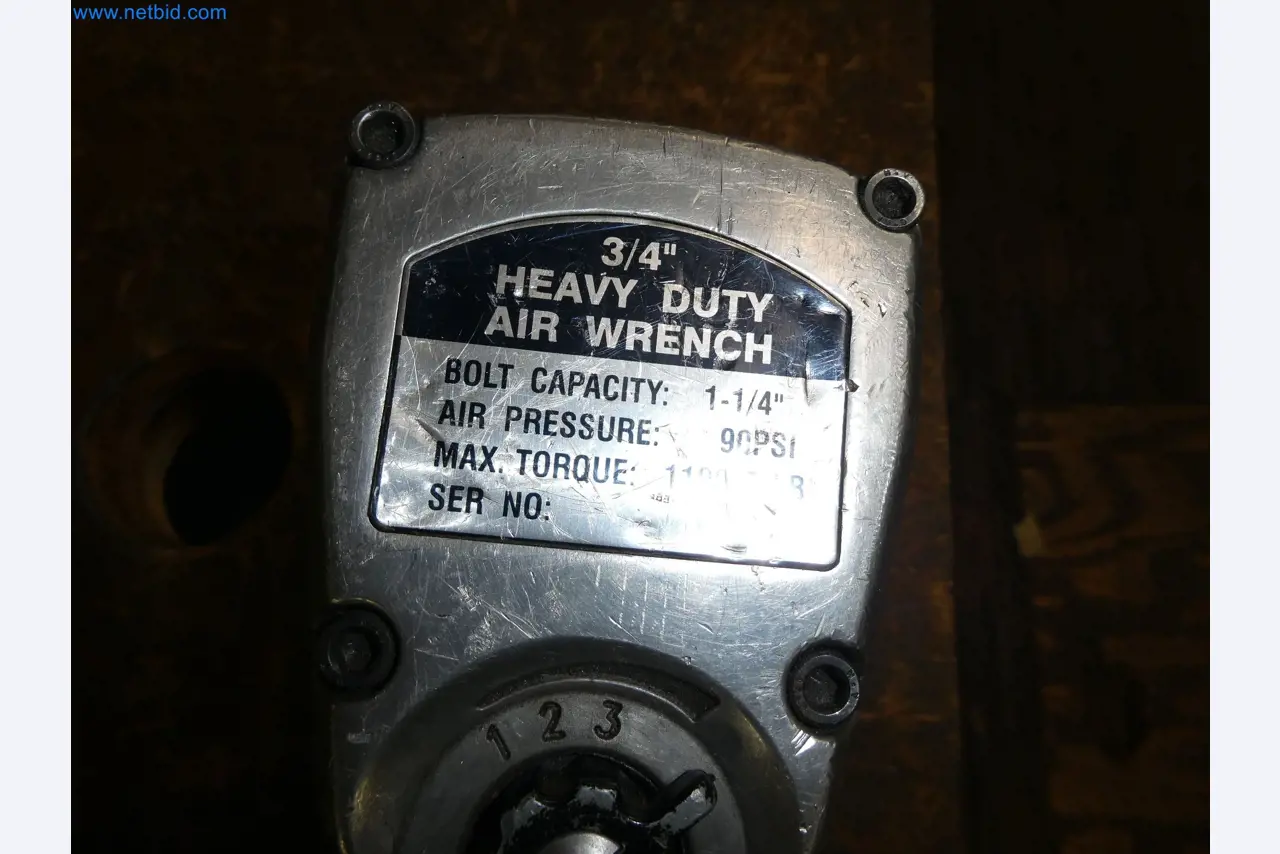 www.netbid.com
3/4"
HEAVY DUTY
AIR WRENCH
BOLT CAPACITY: 1-1/4"
AIR PRESSURE: 90PSI
MAX. TORQUE:
SER NO:
1 2 3